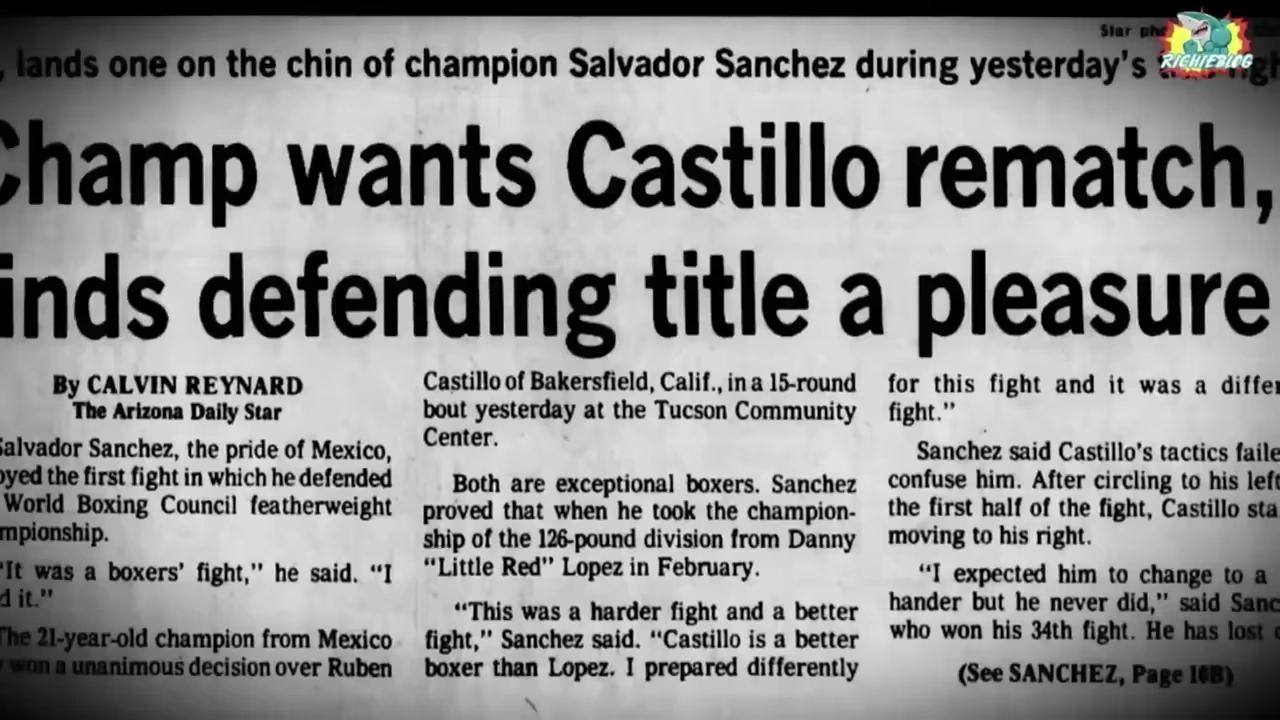 Star
RICHIEBLOG
, lands one on the chin of champion Salvador Sanchez during yesterday's
Champ wants Castillo rematch,
inds defending title a pleasure
By CALVIN REYNARD
The Arizona Daily Star
Salvador Sanchez, the pride of Mexico,
oyed the first fight in which he defended
World Boxing Council featherweight
mpionship.
"It was a boxers' fight," he said. "I
d it."
The 21-year-old champion from Mexico
won a unanimous decision over Ruben
Castillo of Bakersfield, Calif., in a 15-round
bout yesterday at the Tucson Community
Center.
Both are exceptional boxers. Sanchez
proved that when he took the champion-
ship of the 126-pound division from Danny
"Little Red" Lopez in February.
"This was a harder fight and a better
fight," Sanchez said. "Castillo is a better
boxer than Lopez. I prepared differently
for this fight and it was a differ
fight."
Sanchez said Castillo's tactics faile
confuse him. After circling to his left
the first half of the fight, Castillo sta
moving to his right.
"I expected him to change to a
hander but he never did," said Sanc
who won his 34th fight. He has lost
(See SANCHEZ, Page 10B)